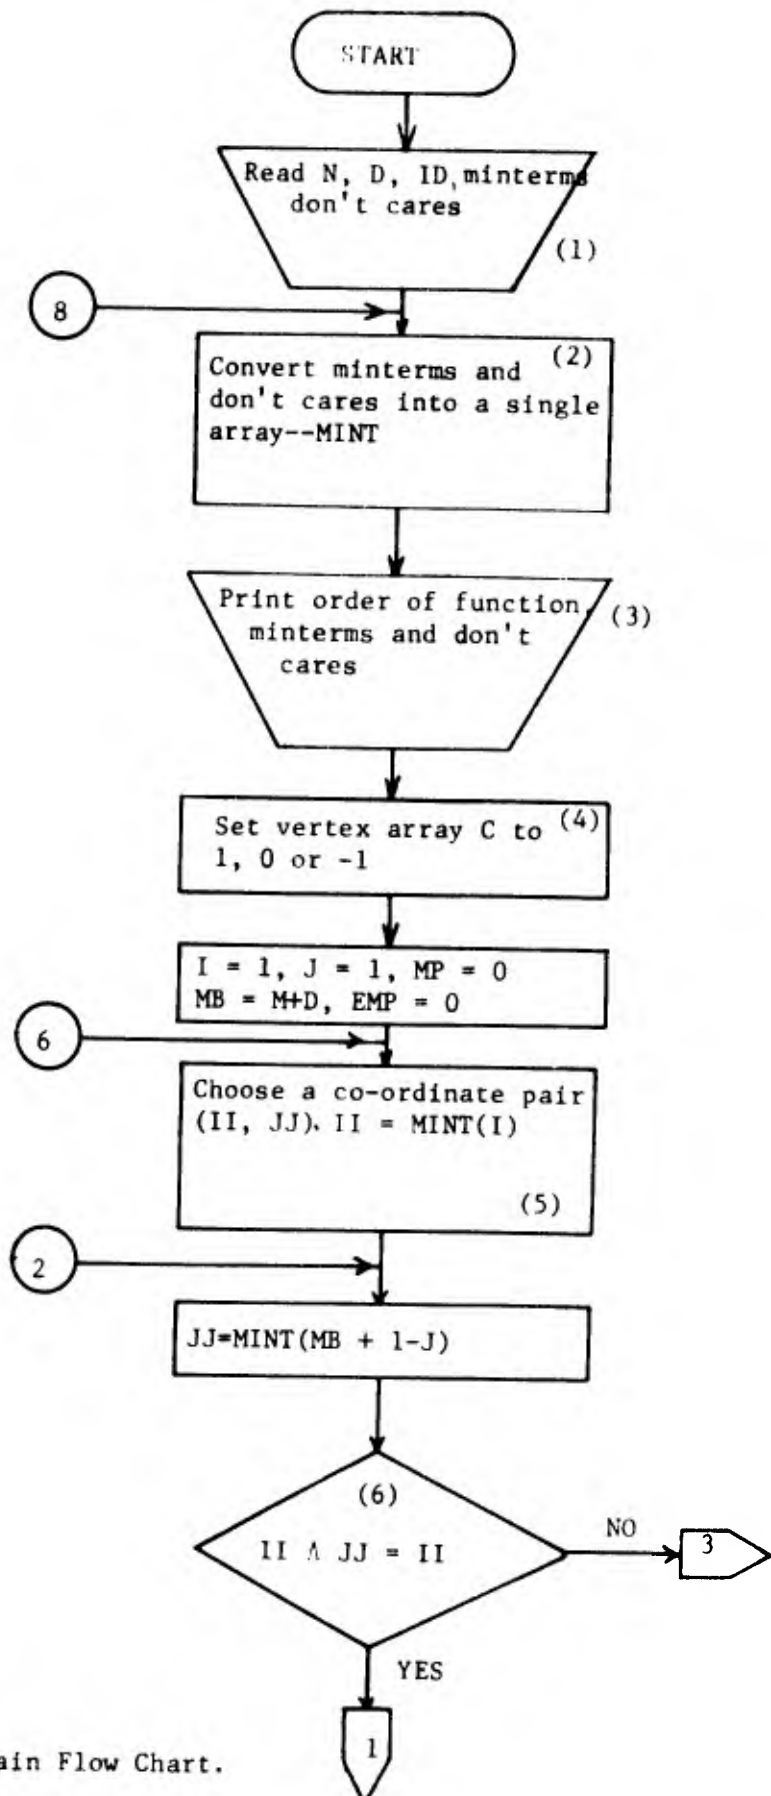 START
Read N, D, ID, minterms
don't cares
(1)
8
(2)
Convert minterms and
don't cares into a single
array--MINT
Print order of function,
minterms and don't
cares
(3)
Set vertex array C to
1, 0 or -1
(4)
I = 1, J = 1, MP = 0
MB = M+D, EMP = 0
6
Choose a co-ordinate pair
(II, JJ). II = MINT(I)
(5)
2
JJ=MINT(MB + 1-J)
(6)
II Λ JJ = II
NO
3
YES
1
ain Flow Chart.